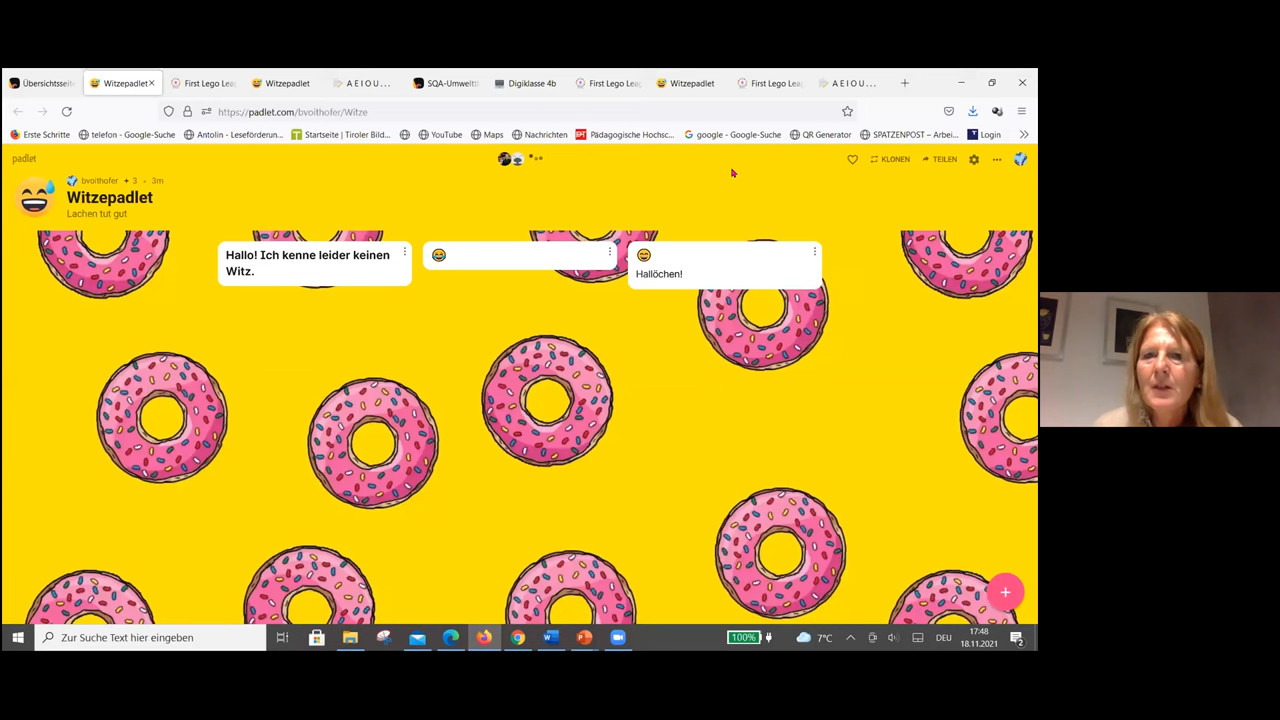 Übersichtsseite
Witzepadlet
First Lego Lea
Witzepadlet
A E I O U . . .
SQA-Umwelt
Digiklasse 4b
First Lego Leag
Witzepadlet
First Lego Lea
A E I O U . . .
https://padlet.com/bvoithofer/Witze
Erste Schritte
telefon - Google-Suche
Antolin - Leseförderun...
Startseite | Tiroler Bild...
YouTube
Maps
Nachrichten
Pädagogische Hochsc...
google - Google-Suche
QR Generator
SPATZENPOST – Arbei...
Login
padlet
KLONEN
TEILEN
bvoithofer + 3 • 3m
Witzepadlet
Lachen tut gut
Hallo! Ich kenne leider keinen
Witz.
Hallöchen!
Zur Suche Text hier eingeben
100%
7°C
DEU
17:48
18.11.2021
2